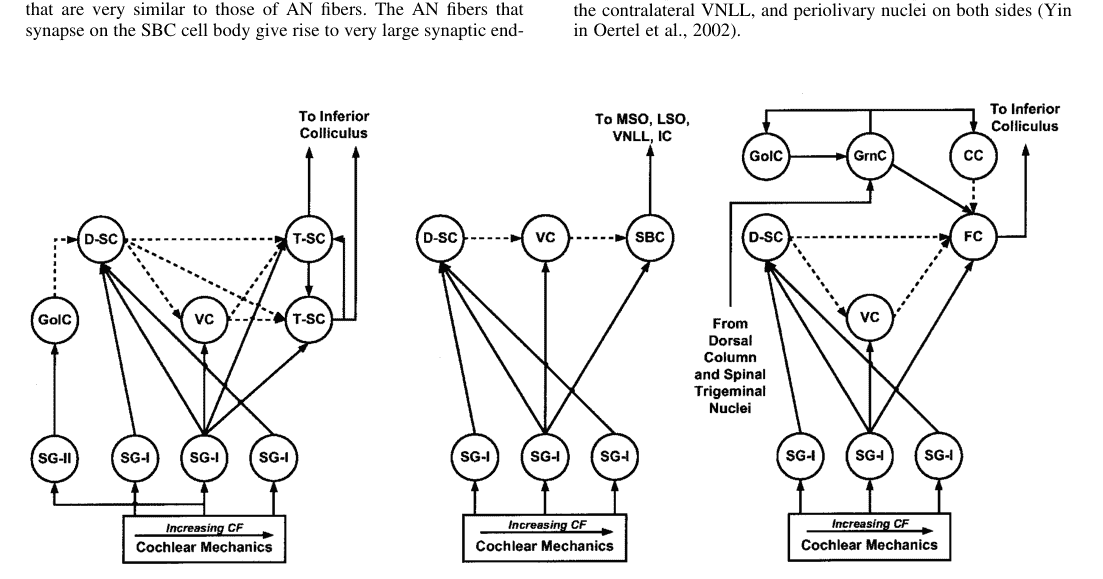 that are very similar to those of AN fibers. The AN fibers that
synapse on the SBC cell body give rise to very large synaptic end-
the contralateral VNLL, and periolivary nuclei on both sides (Yin
in Oertel et al., 2002).
To Inferior
Colliculus
D-SC
T-SC
GolC
VC
T-SC
SG-II
SG-I
SG-I
SG-I
Increasing CF
Cochlear Mechanics
To MSO, LSO,
VNLL, IC
D-SC
VC
SBC
SG-I
SG-I
SG-I
Increasing CF
Cochlear Mechanics
To Inferior
Colliculus
GolC
GrnC
CC
D-SC
FC
VC
From
Dorsal
Column
and Spinal
Trigeminal
Nuclei
SG-I
SG-I
SG-I
Increasing CF
Cochlear Mechanics